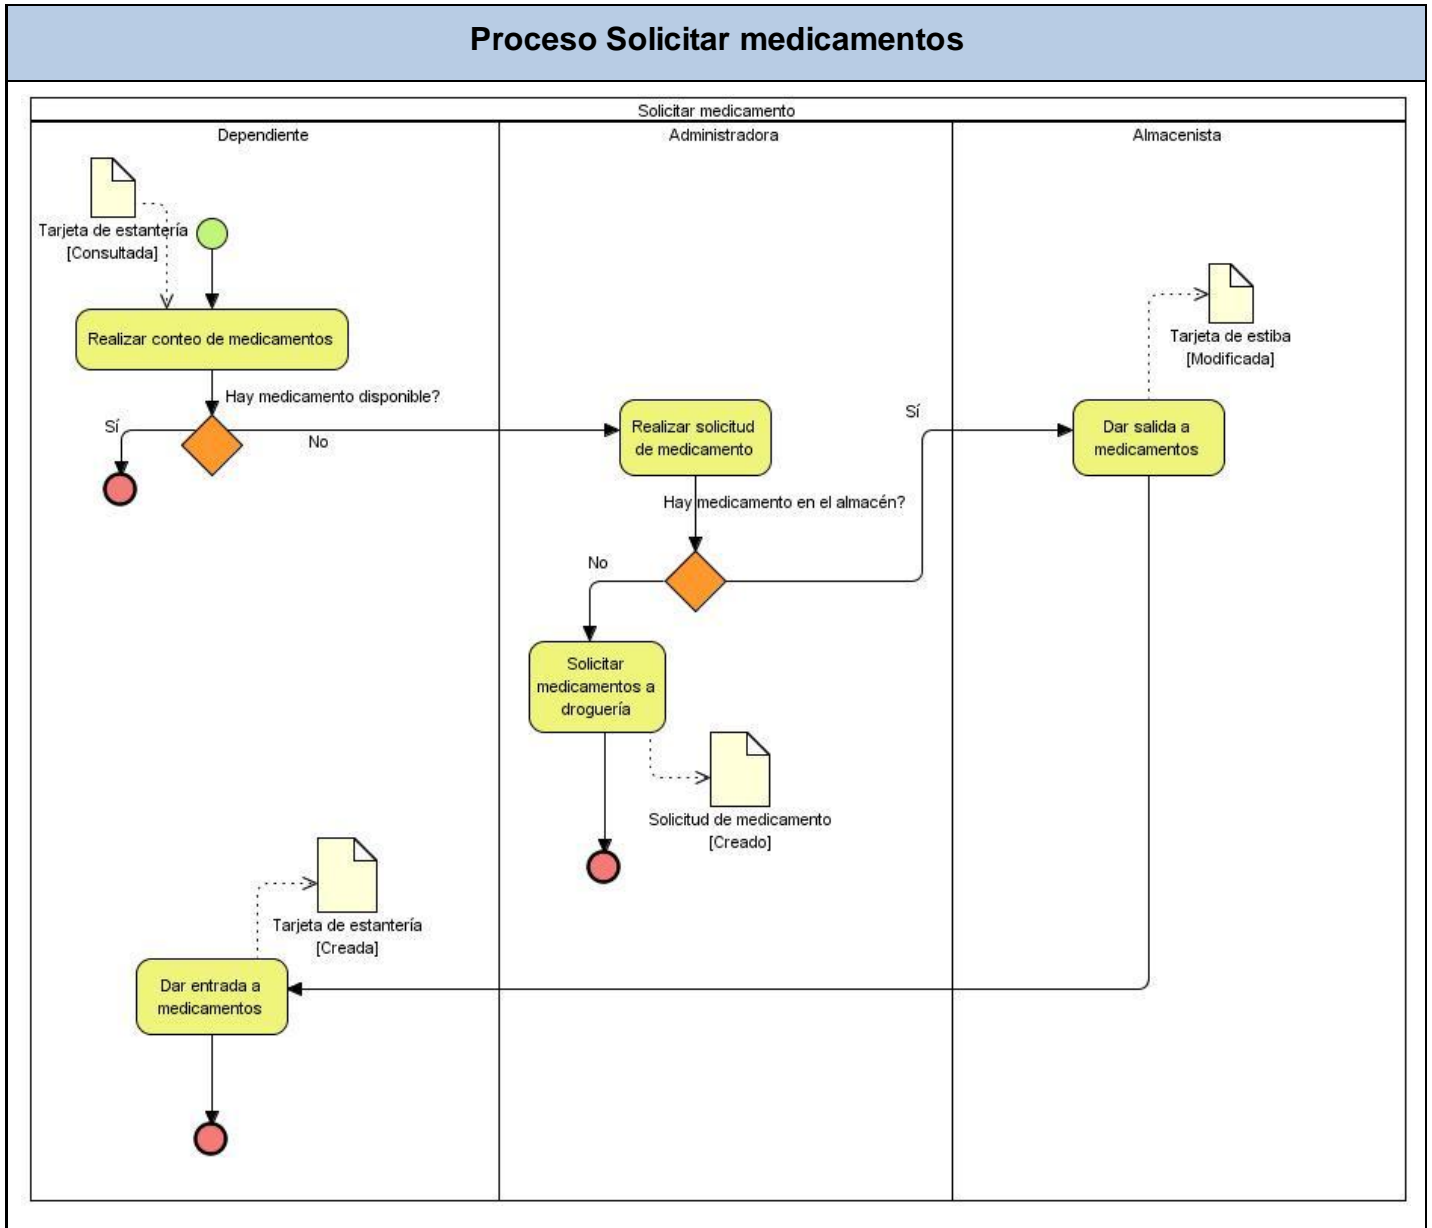 Proceso Solicitar medicamentos
Solicitar medicamento
Dependiente
Administradora
Almacenista
Tarjeta de estantería
[Consultada]
Realizar conteo de medicamentos
Hay medicamento disponible?
Sí
No
Realizar solicitud
de medicamento
Hay medicamento en el almacén?
Sí
Tarjeta de estiba
[Modificada]
Dar salida a
medicamentos
No
Solicitar
medicamentos a
droguería
Solicitud de medicamento
[Creado]
Tarjeta de estantería
[Creada]
Dar entrada a
medicamentos